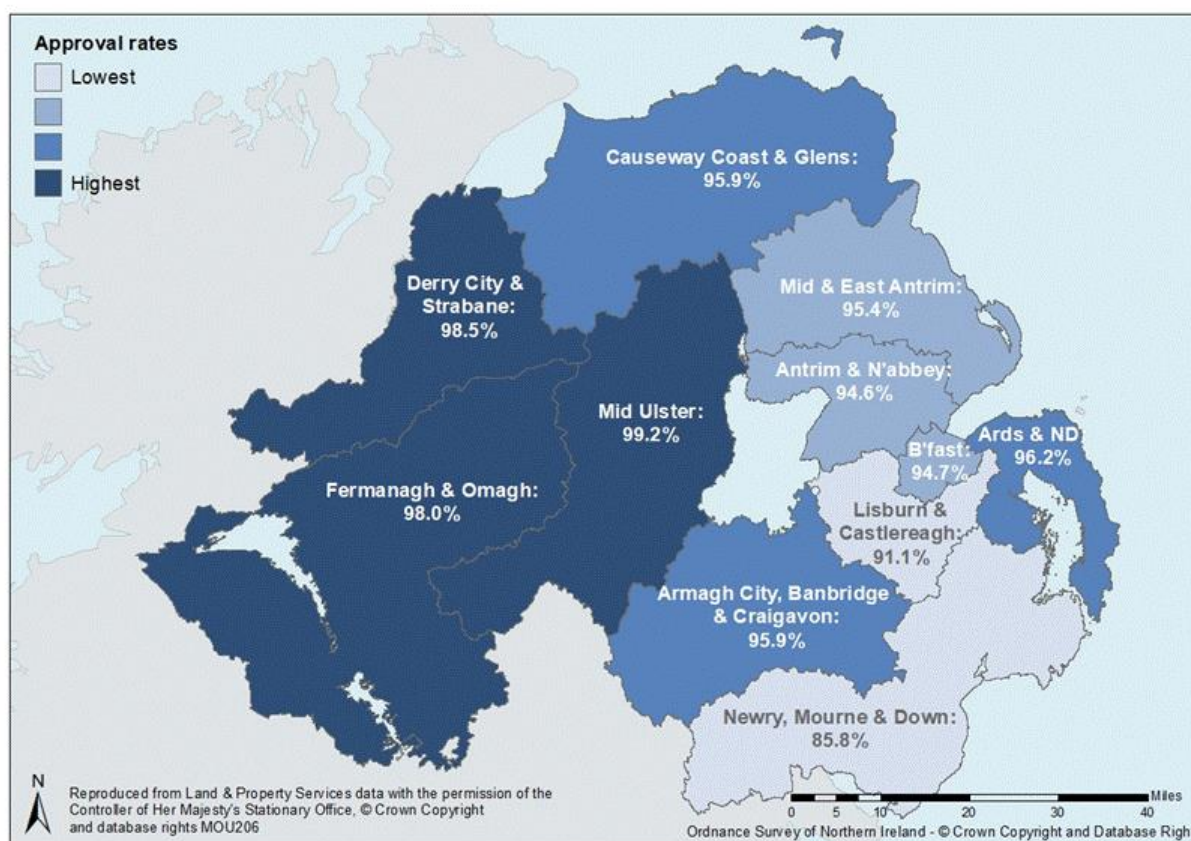 Approval rates
Lowest
Highest
Causeway Coast & Glens:
95.9%
Derry City &
Strabane:
98.5%
Mid & East Antrim:
95.4%
Antrim & N'abbey:
94.6%
Mid Ulster:
99.2%
Ards & ND
96.2%
B'fast:
94.7%
Fermanagh & Omagh:
98.0%
Lisburn &
Castlereagh:
91.1%
Armagh City, Banbridge
& Craigavon:
95.9%
Newry, Mourne & Down:
85.8%
N
Reproduced from Land & Property Services data with the permission of the
Controller of Her Majesty's Stationary Office, © Crown Copyright
and database rights MOU206
Miles
0 5 10 20 30 40
Ordnance Survey of Northern Ireland - © Crown Copyright and Database Righ